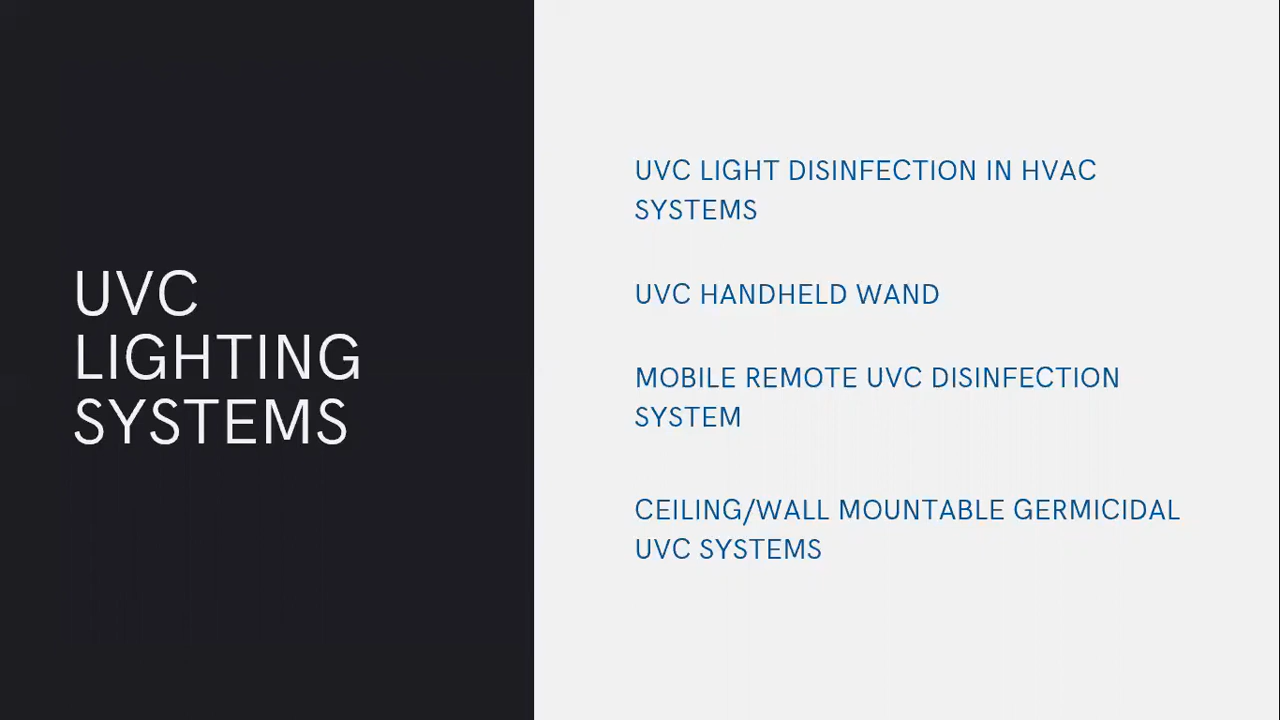 UVC
LIGHTING
SYSTEMS
UVC LIGHT DISINFECTION IN HVAC
SYSTEMS
UVC HANDHELD WAND
MOBILE REMOTE UVC DISINFECTION
SYSTEM
CEILING/WALL MOUNTABLE GERMICIDAL
UVC SYSTEMS